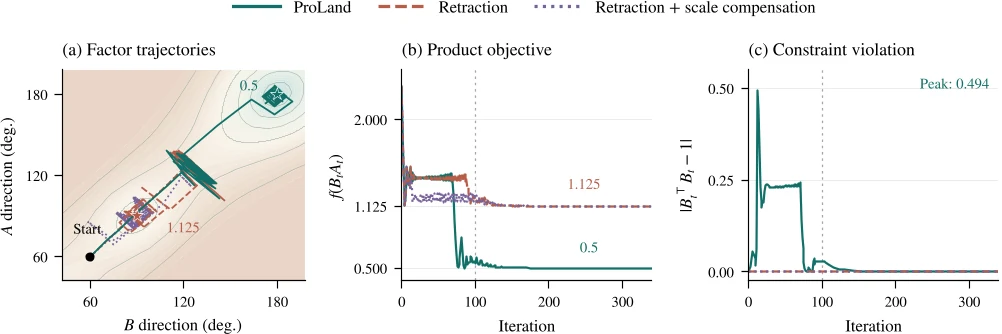 ProLand Retraction Retraction + scale compensation
(a) Factor trajectories
A direction (deg.)
180
120
60
0.5
1.125
Start
60 120 180
B direction (deg.)
(b) Product objective
f(BₜAₜ)
2.000
1.125
0.500
1.125
0.5
0 100 200 300
Iteration
(c) Constraint violation
|Bₜ⊤Bₜ − 1|
0.50
0.25
0.00
Peak: 0.494
0 100 200 300
Iteration